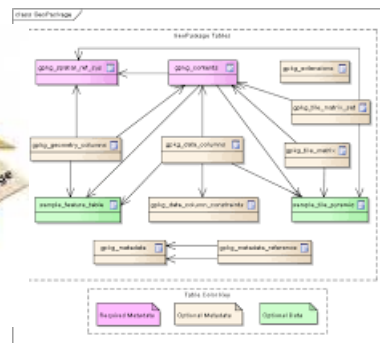 class GeoPackage
GeoPackage Tables
gpkg_spatial_ref_sys
gpkg_contents
gpkg_extensions
gpkg_tile_matrix_set
gpkg_geometry_columns
gpkg_data_columns
gpkg_tile_matrix
sample_feature_table
gpkg_data_column_constraints
sample_tile_pyramid
gpkg_metadata
gpkg_metadata_reference
Table Color Key
Required Metadata
Optional Metadata
Optional Data